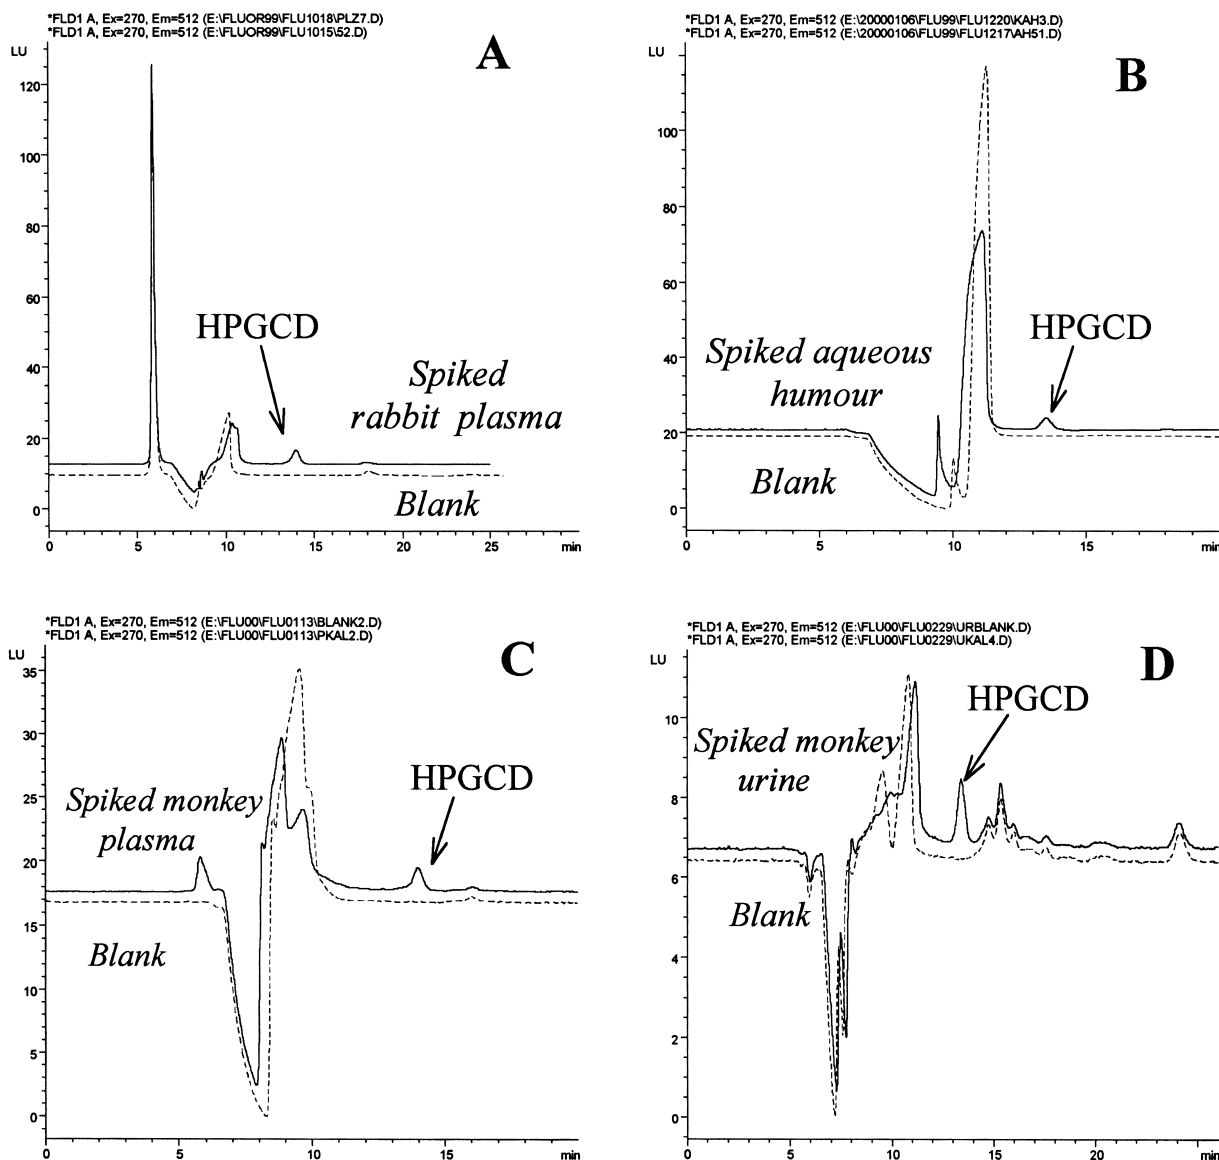 *FLD1 A, Ex=270, Em=512 (E:\FLUOR99\FLU1018\PLZ7.D)
*FLD1 A, Ex=270, Em=512 (E:\FLUOR99\FLU1015\52.D)
LU
A
120
100
80
60
40
20
0
HPGCD
Spiked
rabbit plasma
Blank
0 5 10 15 20 25 min
*FLD1 A, Ex=270, Em=512 (E:\20000106\FLU99\FLU1220\KAH3.D)
*FLD1 A, Ex=270, Em=512 (E:\20000106\FLU99\FLU1217\AH51.D)
LU
B
100
80
60
40
20
0
HPGCD
Spiked aqueous
humour
Blank
0 5 10 15 min
*FLD1 A, Ex=270, Em=512 (E:\FLU00\FLU0113\BLANK2.D)
*FLD1 A, Ex=270, Em=512 (E:\FLU00\FLU0113\PKAL2.D)
LU
C
35
30
25
20
15
10
5
0
HPGCD
Spiked monkey
plasma
Blank
0 5 10 15 min
*FLD1 A, Ex=270, Em=512 (E:\FLU00\FLU0229\URBLANK.D)
*FLD1 A, Ex=270, Em=512 (E:\FLU00\FLU0229\UKAL4.D)
LU
D
10
8
6
4
2
0
HPGCD
Spiked monkey
urine
Blank
0 5 10 15 20 min